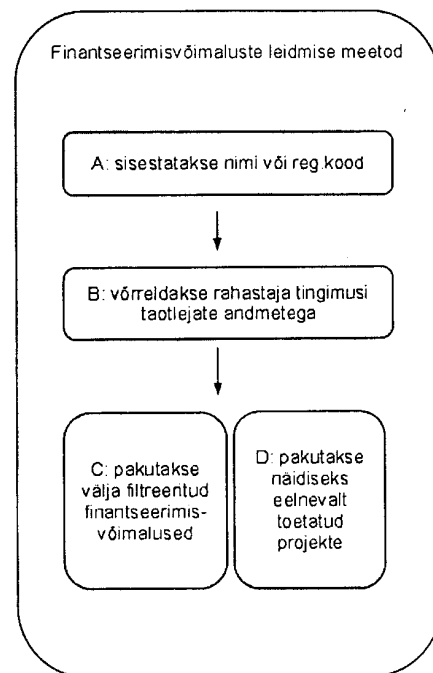 Finantseerimisvõimaluste leidmise meetod
A: sisestatakse nimi või reg.kood
B: võrreldakse rahastaja tingimusi
taotlejate andmetega
C: pakutakse
välja filtreeritud
finantseerimis-
võimalused
D: pakutakse
näidiseks
eelnevalt
toetatud
projekte